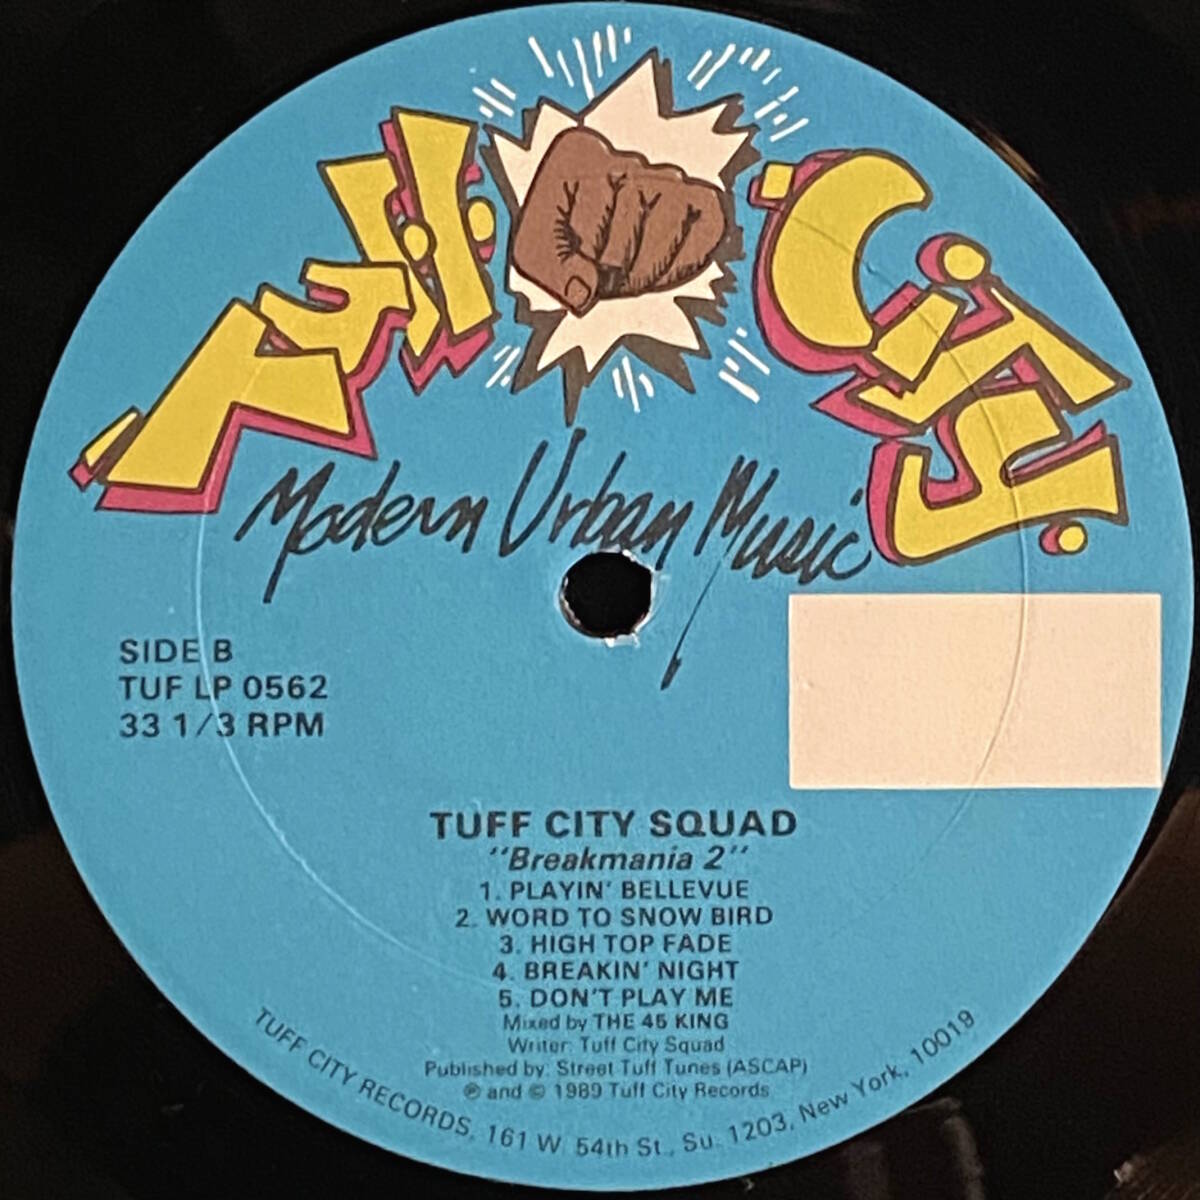 Tuff City!
Modern Urban Music
SIDE B
TUF LP 0562
33 1/3 RPM
TUFF CITY SQUAD
"Breakmania 2"
1. PLAYIN' BELLEVUE
2. WORD TO SNOW BIRD
3. HIGH TOP FADE
4. BREAKIN' NIGHT
5. DON'T PLAY ME
Mixed by THE 45 KING
Writer: Tuff City Squad
Published by: Street Tuff Tunes (ASCAP)
℗ and © 1989 Tuff City Records
TUFF CITY RECORDS, 161 W. 54th St., Su. 1203, New York, 10019